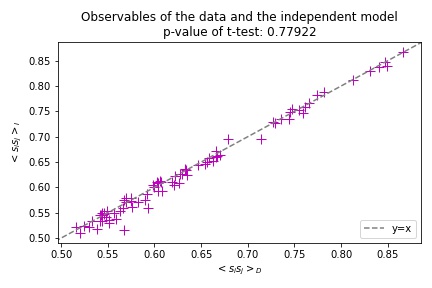 Observables of the data and the independent model
p-value of t-test: 0.77922
< s_i s_j >_I
0.85
0.80
0.75
0.70
0.65
0.60
0.55
0.50
y=x
0.50 0.55 0.60 0.65 0.70 0.75 0.80 0.85
< s_i s_j >_D